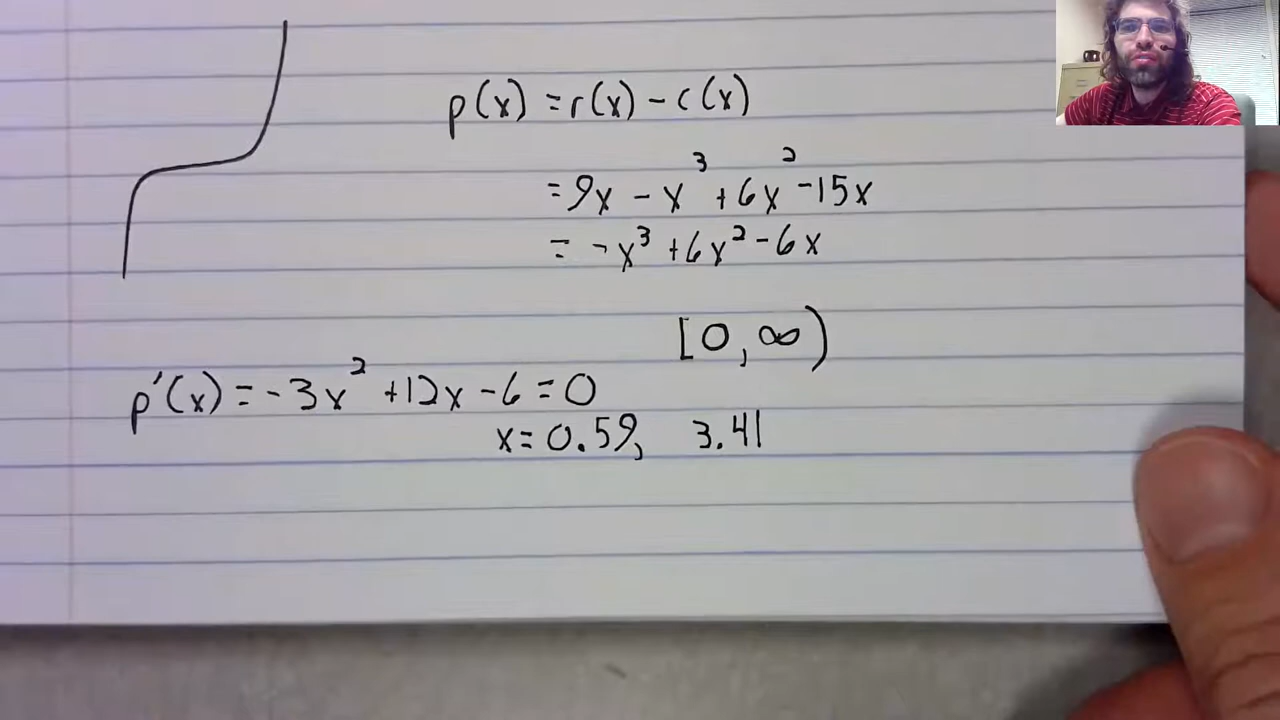 p(x) = r(x) - c(x)
= 9x - x³ + 6x² - 15x
= -x³ + 6x² - 6x
[0, ∞)
p'(x) = -3x² + 12x - 6 = 0
x = 0.59, 3.41